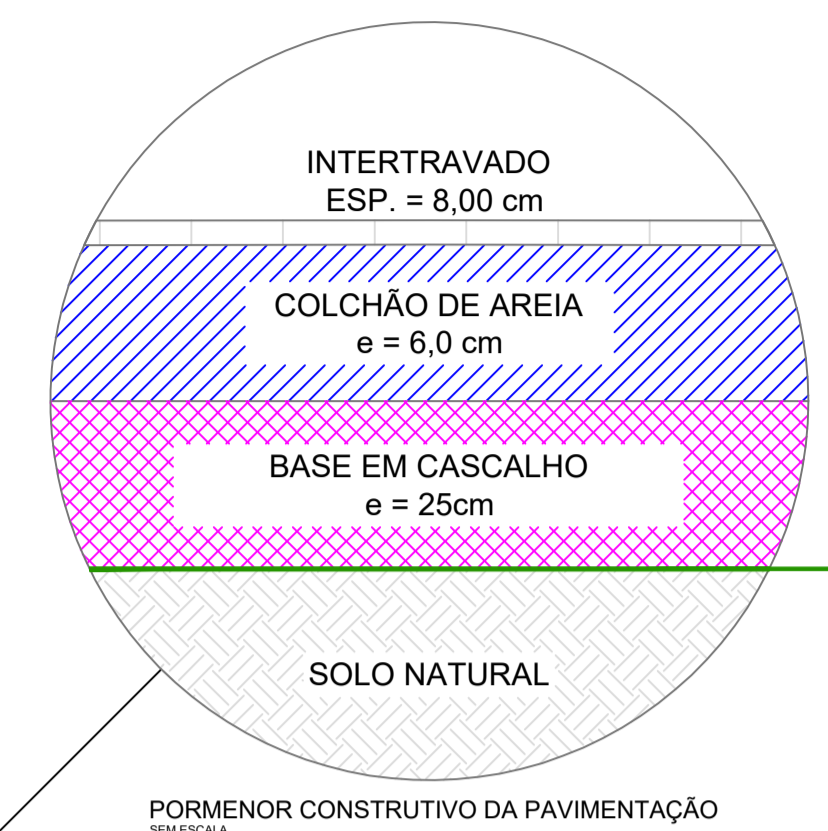 INTERTRAVADO
ESP. = 8,00 cm
COLCHÃO DE AREIA
e = 6,0 cm
BASE EM CASCALHO
e = 25cm
SOLO NATURAL
PORMENOR CONSTRUTIVO DA PAVIMENTAÇÃO
SEM ESCALA